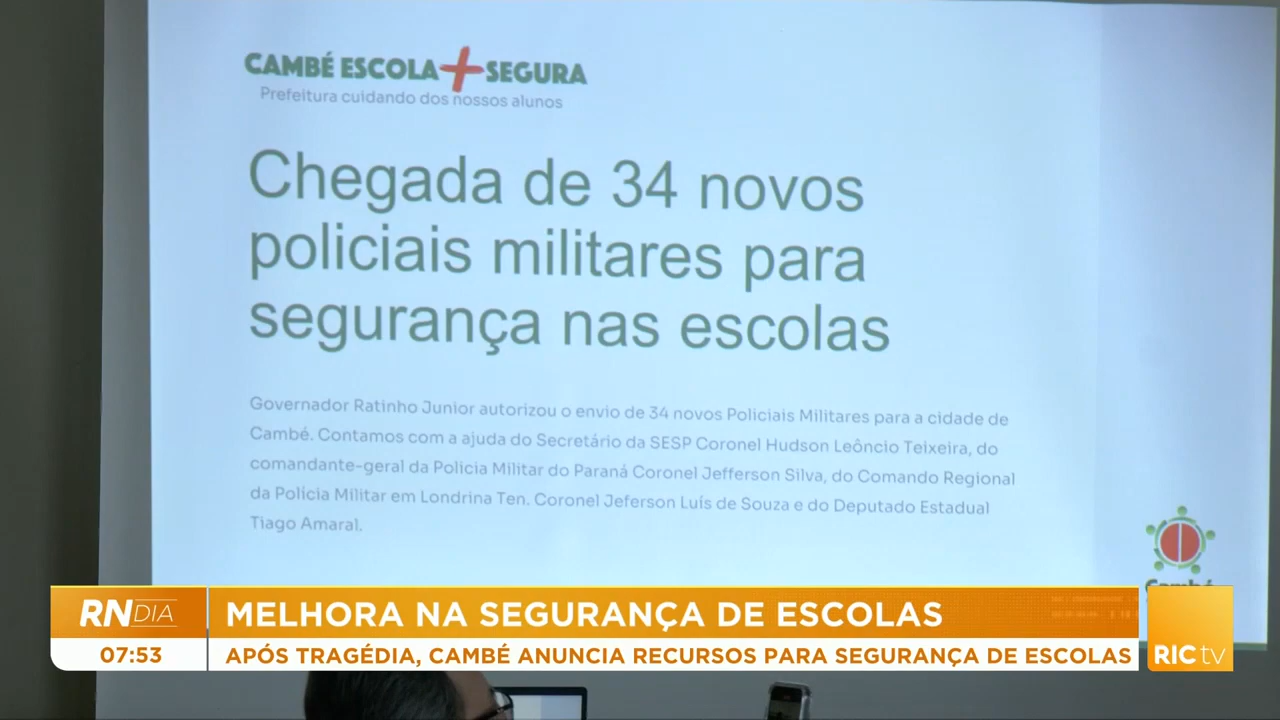 CAMBÉ ESCOLA+SEGURA
Prefeitura cuidando dos nossos alunos
Chegada de 34 novos
policiais militares para
segurança nas escolas
Governador Ratinho Junior autorizou o envio de 34 novos Policiais Militares para a cidade de
Cambé. Contamos com a ajuda do Secretário da SESP Coronel Hudson Leôncio Teixeira, do
comandante-geral da Policia Militar do Paraná Coronel Jefferson Silva, do Comando Regional
da Polícia Militar em Londrina Ten. Coronel Jeferson Luís de Souza e do Deputado Estadual
Tiago Amaral.
Cambé
RN DIA
MELHORA NA SEGURANÇA DE ESCOLAS
07:53
APÓS TRAGÉDIA, CAMBÉ ANUNCIA RECURSOS PARA SEGURANÇA DE ESCOLAS
RIC tv